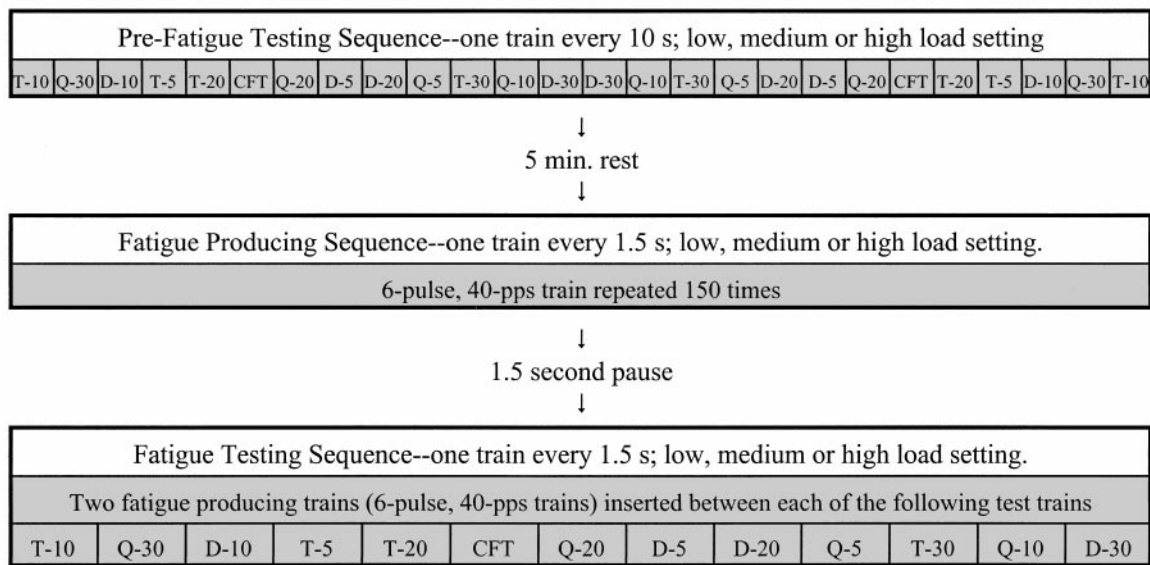 Pre-Fatigue Testing Sequence--one train every 10 s; low, medium or high load setting
T-10 Q-30 D-10 T-5 T-20 CFT Q-20 D-5 D-20 Q-5 T-30 Q-10 D-30 D-30 Q-10 T-30 Q-5 D-20 D-5 Q-20 CFT T-20 T-5 D-10 Q-30 T-10
↓
5 min. rest
↓
Fatigue Producing Sequence--one train every 1.5 s; low, medium or high load setting.
6-pulse, 40-pps train repeated 150 times
↓
1.5 second pause
↓
Fatigue Testing Sequence--one train every 1.5 s; low, medium or high load setting.
Two fatigue producing trains (6-pulse, 40-pps trains) inserted between each of the following test trains
T-10 Q-30 D-10 T-5 T-20 CFT Q-20 D-5 D-20 Q-5 T-30 Q-10 D-30